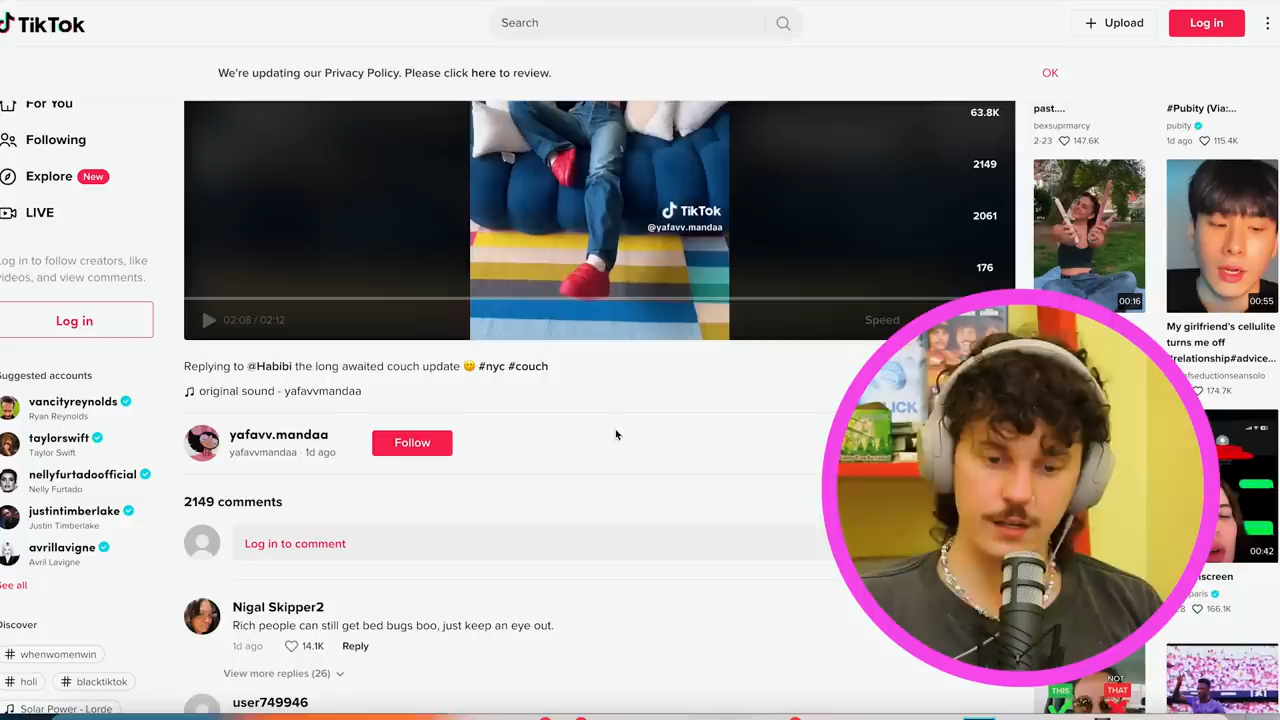 TikTok
Search
Upload
Log in
We're updating our Privacy Policy. Please click here to review.
OK
For You
Following
Explore New
LIVE
Log in to follow creators, like
videos, and view comments.
Log in
Suggested accounts
vancityreynolds
Ryan Reynolds
taylorswift
Taylor Swift
nellyfurtadoofficial
Nelly Furtado
justintimberlake
Justin Timberlake
avrillavigne
Avril Lavigne
See all
Discover
# whenwomenwin
# holi
# blacktiktok
Solar Power - Lorde
63.8K
2149
2061
176
TikTok
@yafavv.mandaa
02:08 / 02:12
Speed
Replying to @Habibi the long awaited couch update 😋 #nyc #couch
original sound - yafavvmandaa
yafavv.mandaa
yafavvmandaa · 1d ago
Follow
2149 comments
Log in to comment
Nigal Skipper2
Rich people can still get bed bugs boo, just keep an eye out.
1d ago
14.1K
Reply
View more replies (26)
user749946
past....
bexsuprmarcy
2-23
147.6K
#Pubity (Via:...
pubity
1d ago
115.4K
00:16
00:55
My girlfriend's cellulite
turns me off
#relationship#advice...
fseductionseansolo
174.7K
00:42
nscreen
paris
166.1K
LICK
THIS
NOT
THAT